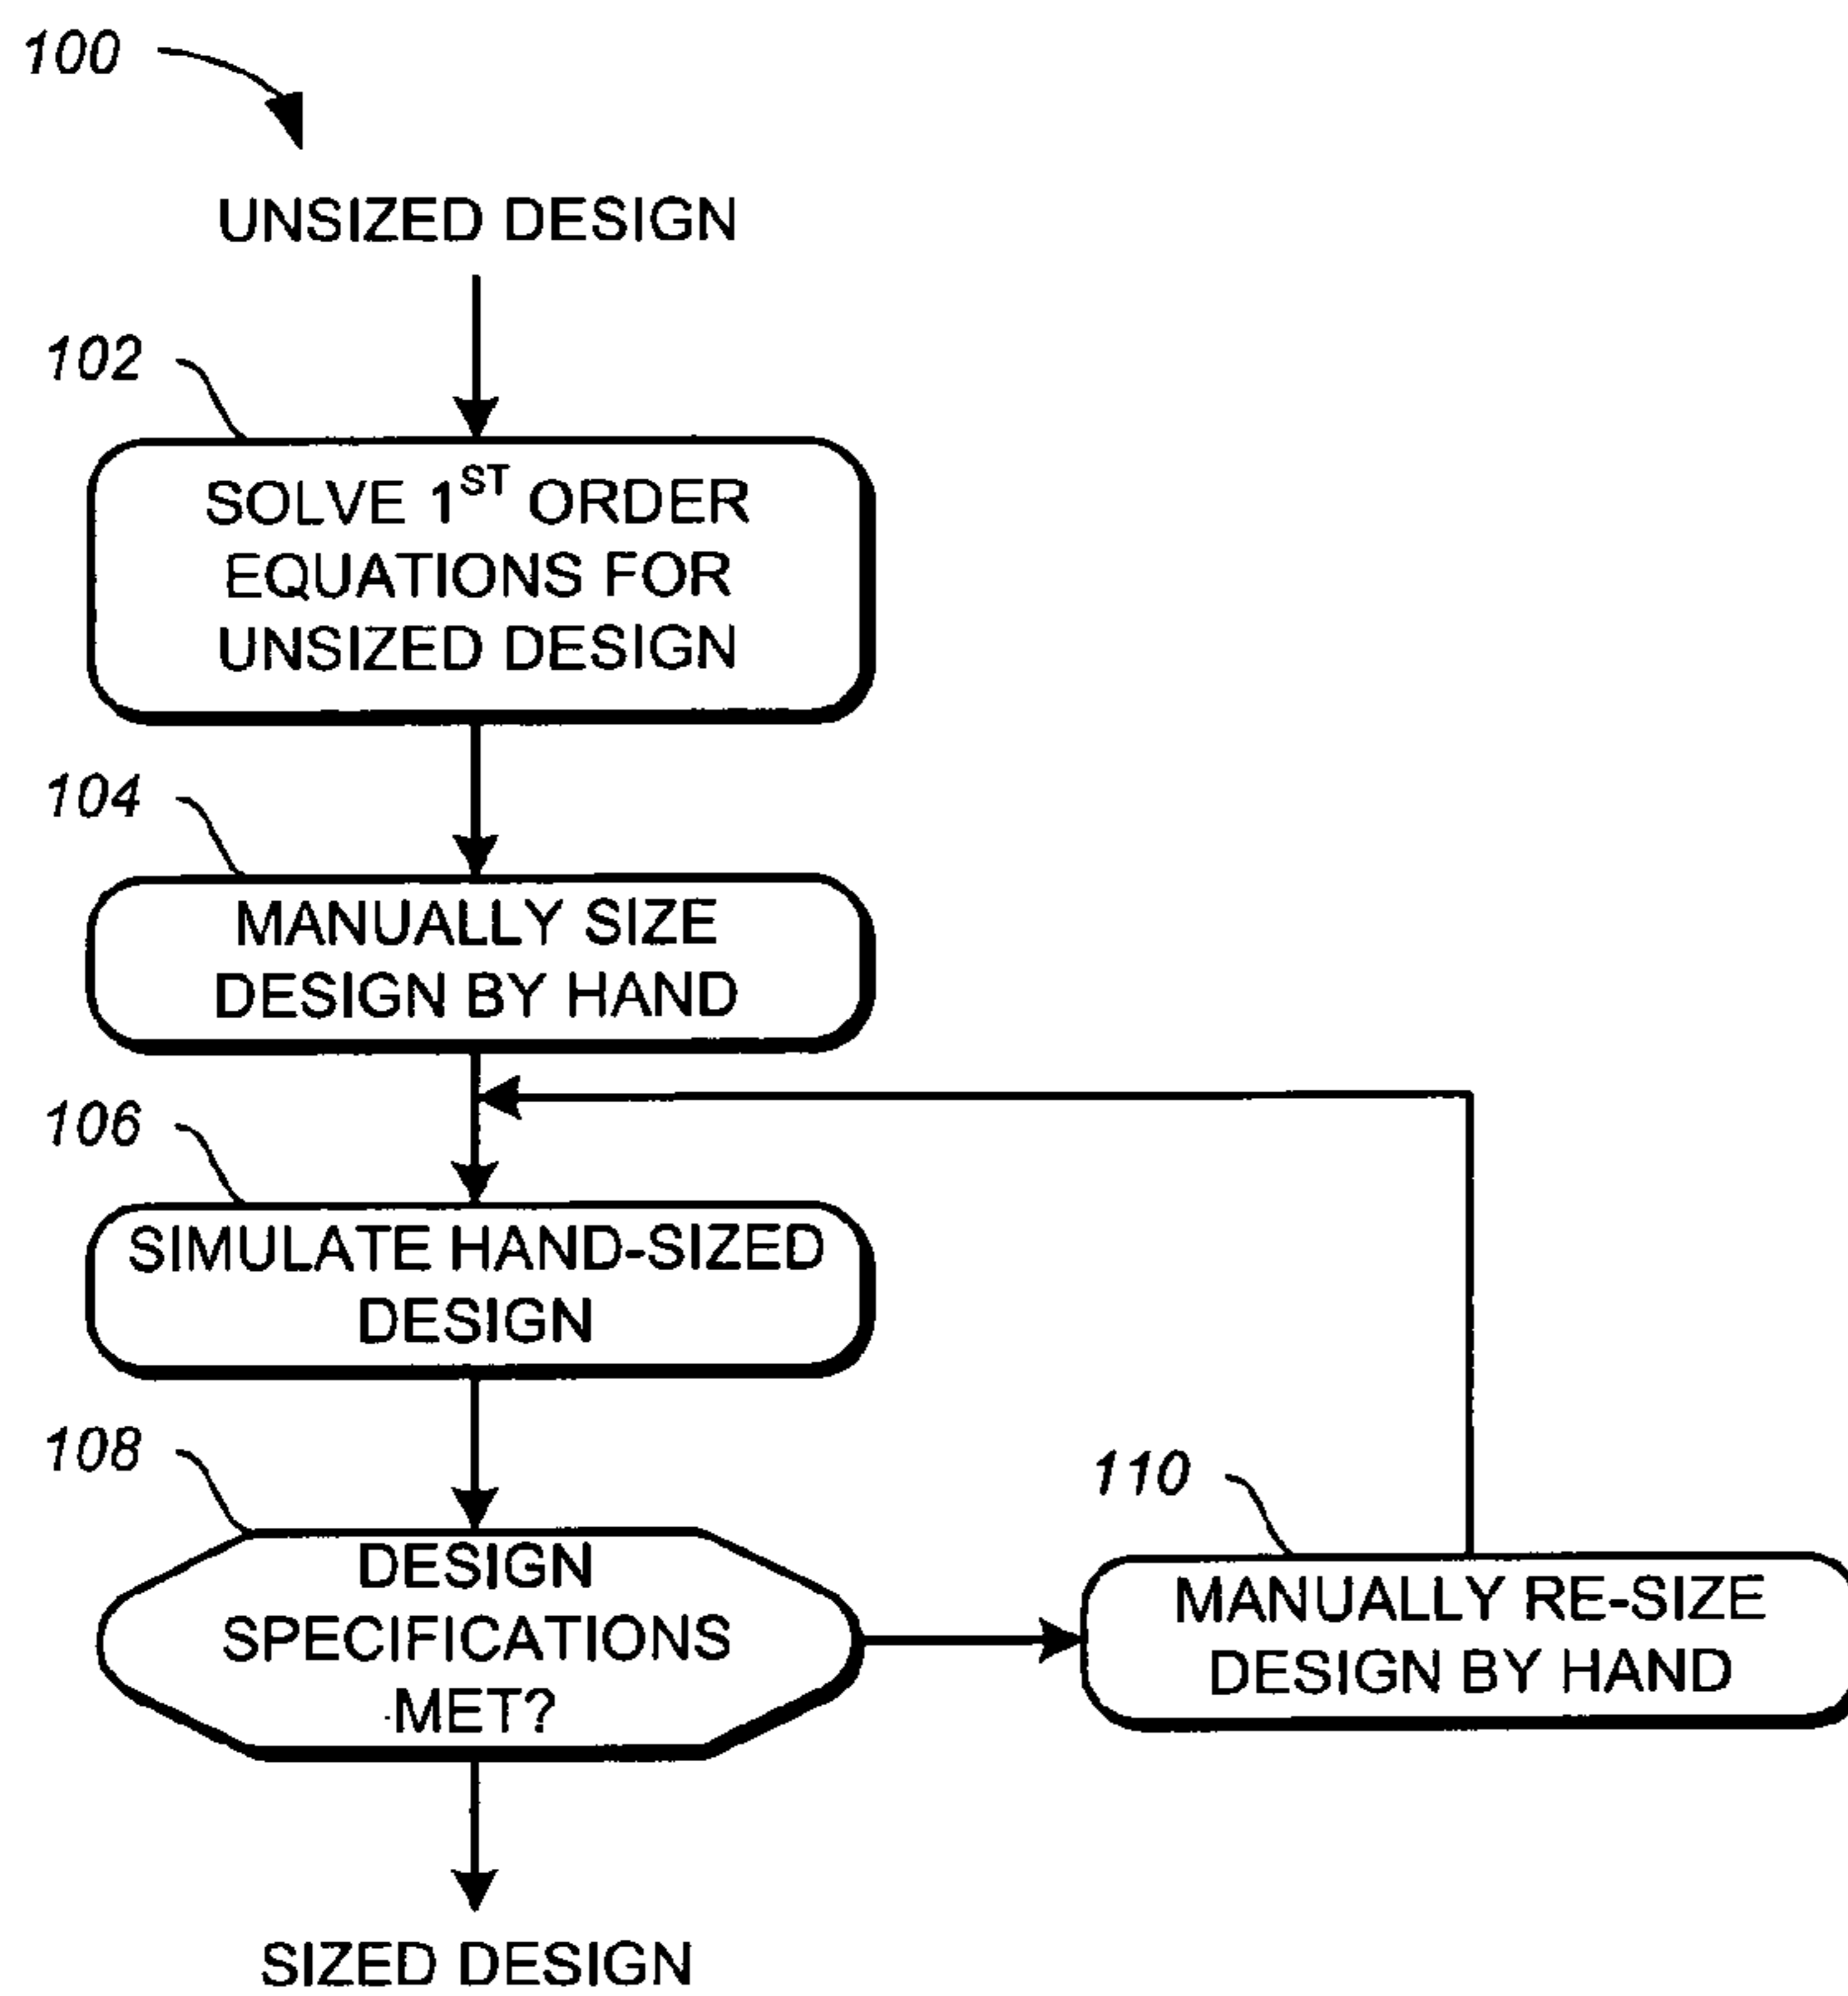 100
UNSIZED DESIGN
102
SOLVE 1ST ORDER
EQUATIONS FOR
UNSIZED DESIGN
104
MANUALLY SIZE
DESIGN BY HAND
106
SIMULATE HAND-SIZED
DESIGN
108
DESIGN
SPECIFICATIONS
MET?
110
MANUALLY RE-SIZE
DESIGN BY HAND
SIZED DESIGN